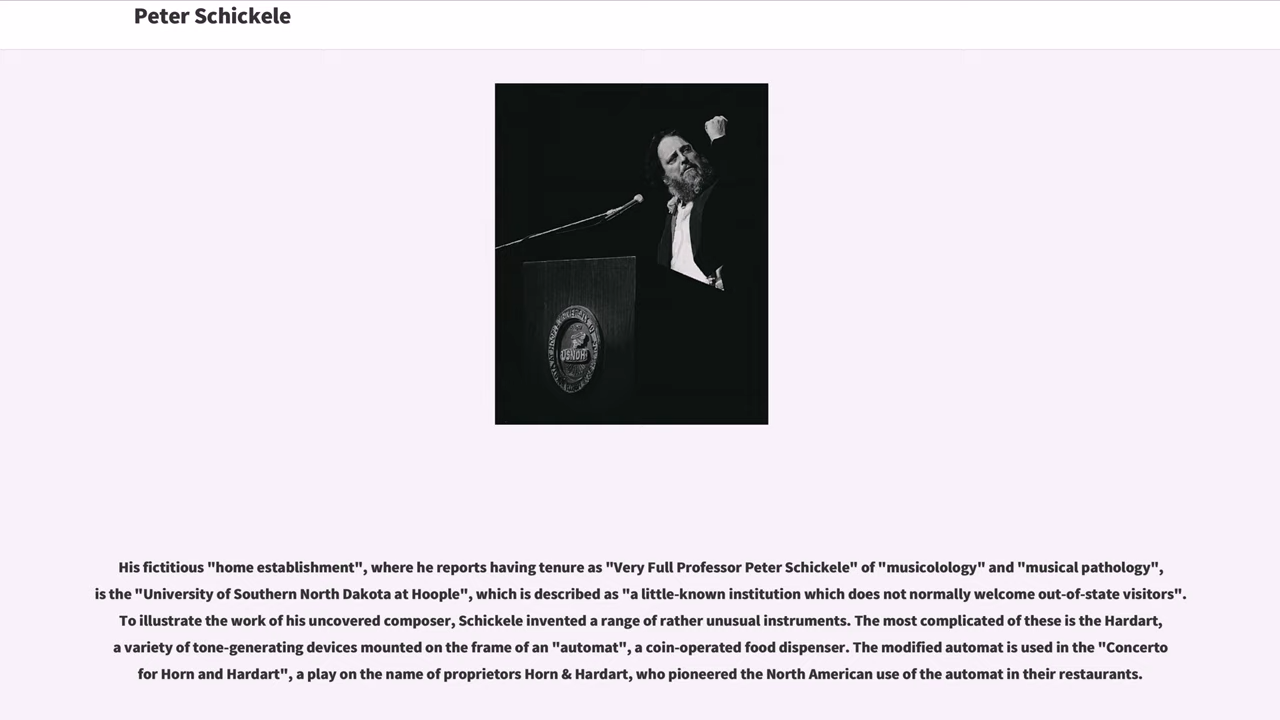 Peter Schickele
USNDH
His fictitious "home establishment", where he reports having tenure as "Very Full Professor Peter Schickele" of "musicolology" and "musical pathology",
is the "University of Southern North Dakota at Hoople", which is described as "a little-known institution which does not normally welcome out-of-state visitors".
To illustrate the work of his uncovered composer, Schickele invented a range of rather unusual instruments. The most complicated of these is the Hardart,
a variety of tone-generating devices mounted on the frame of an "automat", a coin-operated food dispenser. The modified automat is used in the "Concerto
for Horn and Hardart", a play on the name of proprietors Horn & Hardart, who pioneered the North American use of the automat in their restaurants.